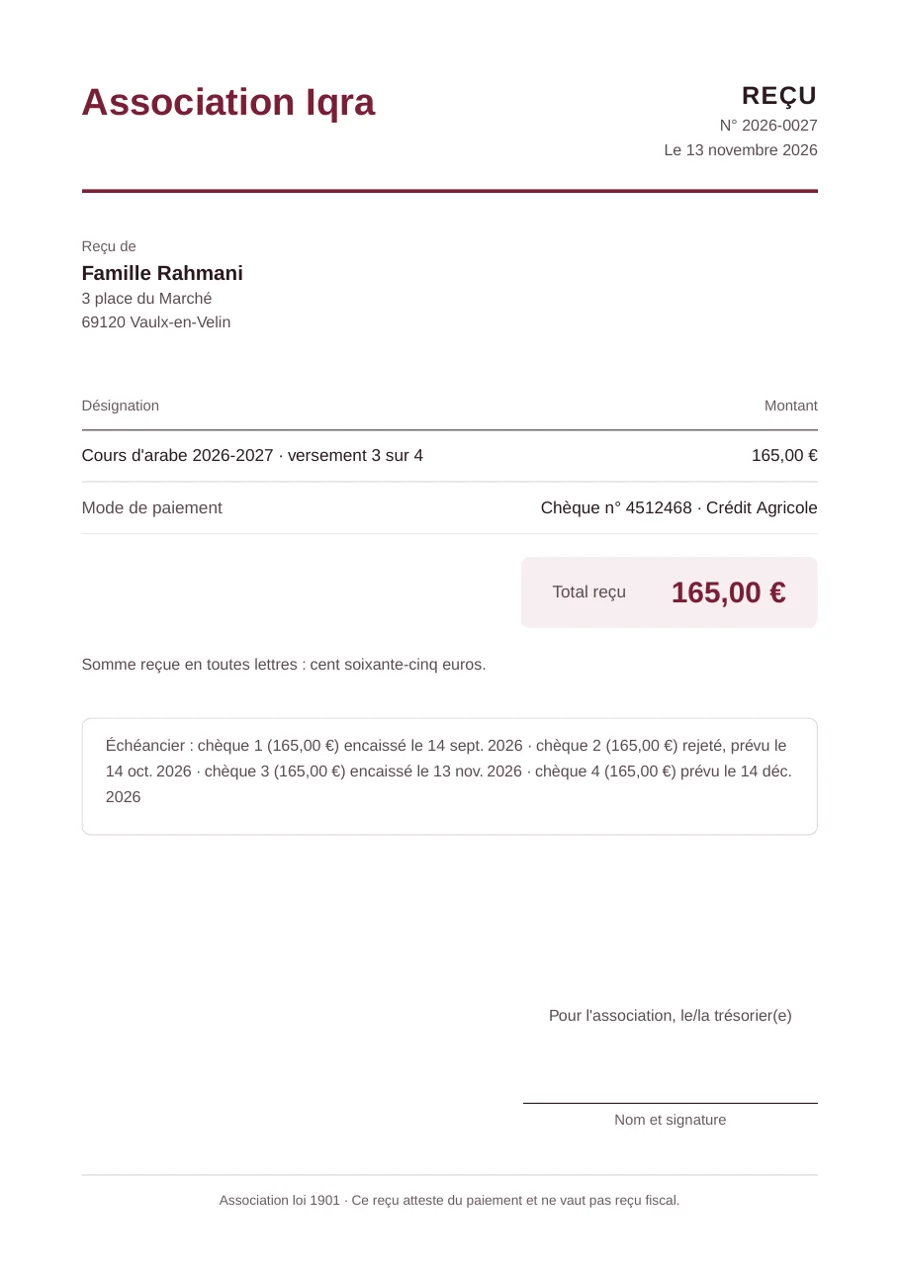 Association Iqra
REÇU
N° 2026-0027
Le 13 novembre 2026
Reçu de
Famille Rahmani
3 place du Marché
69120 Vaulx-en-Velin
Désignation Montant
Cours d'arabe 2026-2027 · versement 3 sur 4 165,00 €
Mode de paiement Chèque n° 4512468 · Crédit Agricole
Total reçu 165,00 €
Somme reçue en toutes lettres : cent soixante-cinq euros.
Échéancier : chèque 1 (165,00 €) encaissé le 14 sept. 2026 · chèque 2 (165,00 €) rejeté, prévu le
14 oct. 2026 · chèque 3 (165,00 €) encaissé le 13 nov. 2026 · chèque 4 (165,00 €) prévu le 14 déc.
2026
Pour l'association, le/la trésorier(e)
Nom et signature
Association loi 1901 · Ce reçu atteste du paiement et ne vaut pas reçu fiscal.